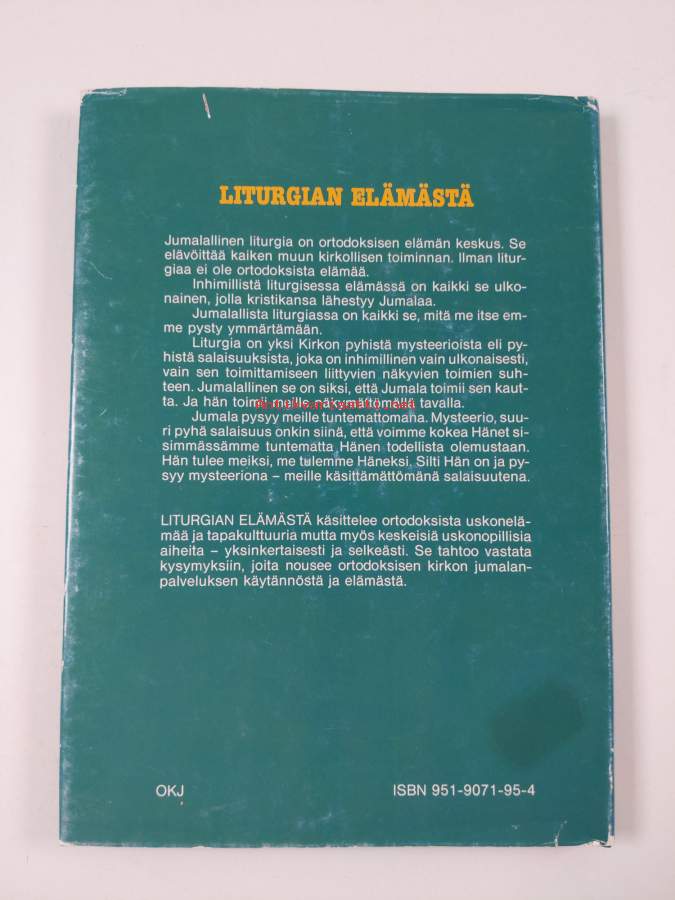 LITURGIAN ELÄMÄSTÄ
Jumalallinen liturgia on ortodoksisen elämän keskus. Se
elävöittää kaiken muun kirkollisen toiminnan. Ilman litur-
giaa ei ole ortodoksista elämää.
Inhimillistä liturgisessa elämässä on kaikki se ulko-
nainen, jolla kristikansa lähestyy Jumalaa.
Jumalallista liturgiassa on kaikki se, mitä me itse em-
me pysty ymmärtämään.
Liturgia on yksi Kirkon pyhistä mysteerioista eli py-
histä salaisuuksista, joka on inhimillinen vain ulkonaisesti,
vain sen toimittamiseen liittyvien näkyvien toimien suh-
teen. Jumalallinen se on siksi, että Jumala toimii sen kaut-
ta. Ja hän toimii meille näkymättömällä tavalla.
Jumala pysyy meille tuntemattomana. Mysteerio, suu-
ri pyhä salaisuus onkin siinä, että voimme kokea Hänet si-
simmässämme tuntematta Hänen todellista olemustaan.
Hän tulee meiksi, me tulemme Häneksi. Silti Hän on ja py-
syy mysteeriona – meille käsittämättömänä salaisuutena.
LITURGIAN ELÄMÄSTÄ käsittelee ortodoksista uskonelä-
mää ja tapakulttuuria mutta myös keskeisiä uskonopillisia
aiheita – yksinkertaisesti ja selkeästi. Se tahtoo vastata
kysymyksiin, joita nousee ortodoksisen kirkon jumalan-
palveluksen käytännöstä ja elämästä.
OKJ
ISBN 951-9071-95-4